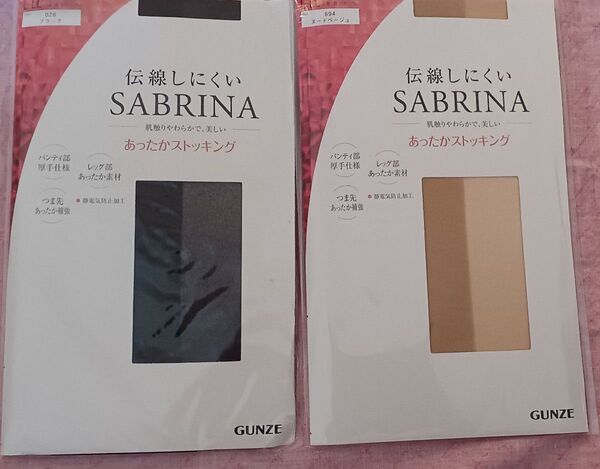 026
ブラック
伝線しにくい
SABRINA
肌触りやわらかで、美しい
あったかストッキング
パンティ部
厚手仕様
レッグ部
あったか素材
つま先
あったか補強
静電気防止加工
GUNZE
694
ヌードベージュ
伝線しにくい
SABRINA
肌触りやわらかで、美しい
あったかストッキング
パンティ部
厚手仕様
レッグ部
あったか素材
つま先
あったか補強
静電気防止加工
GUNZE